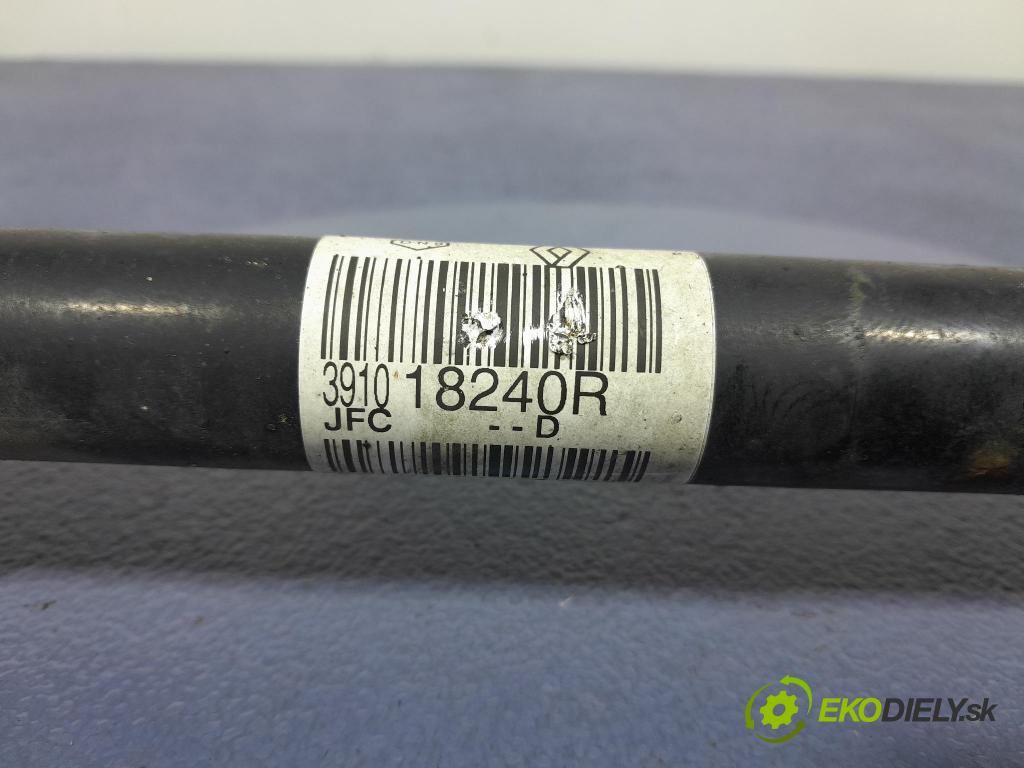 3910 18240R
JFC --D
EKODIELY.sk